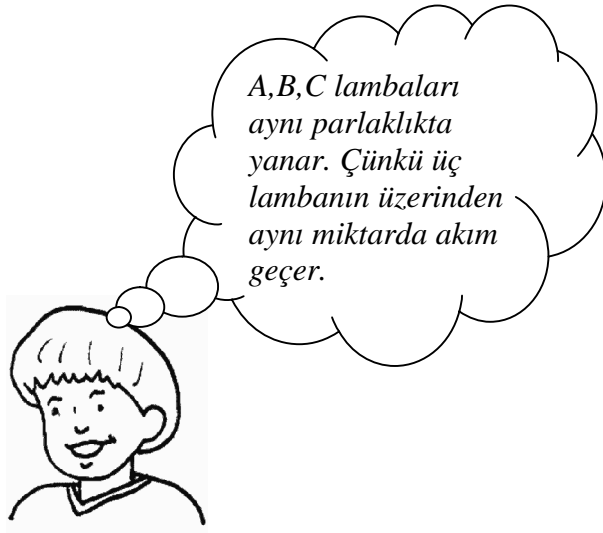 A,B,C lambaları
aynı parlaklıkta
yanar. Çünkü üç
lambanın üzerinden
aynı miktarda akım
geçer.